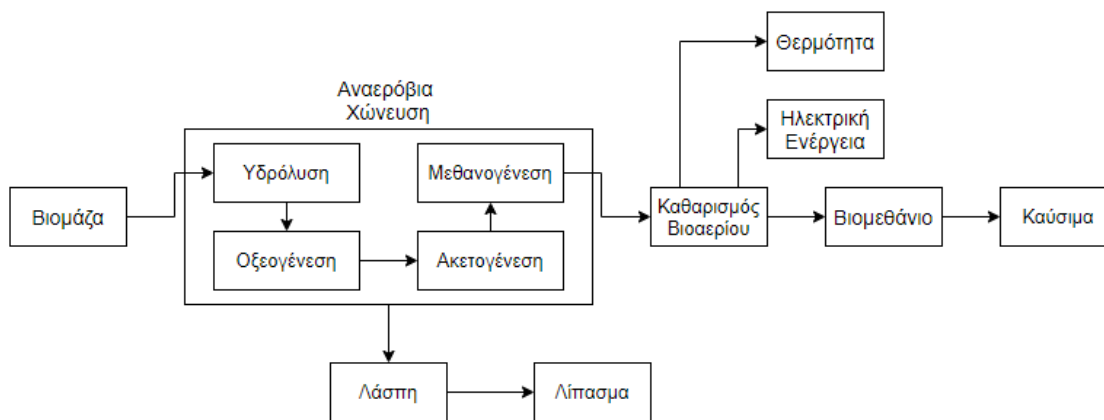 Θερμότητα
Αναερόβια
Χώνευση
Ηλεκτρική
Ενέργεια
Υδρόλυση
Μεθανογένεση
Βιομάζα
Καθαρισμός
Βιοαερίου
Βιομεθάνιο
Καύσιμα
Οξεογένεση
Ακετογένεση
Λάσπη
Λίπασμα